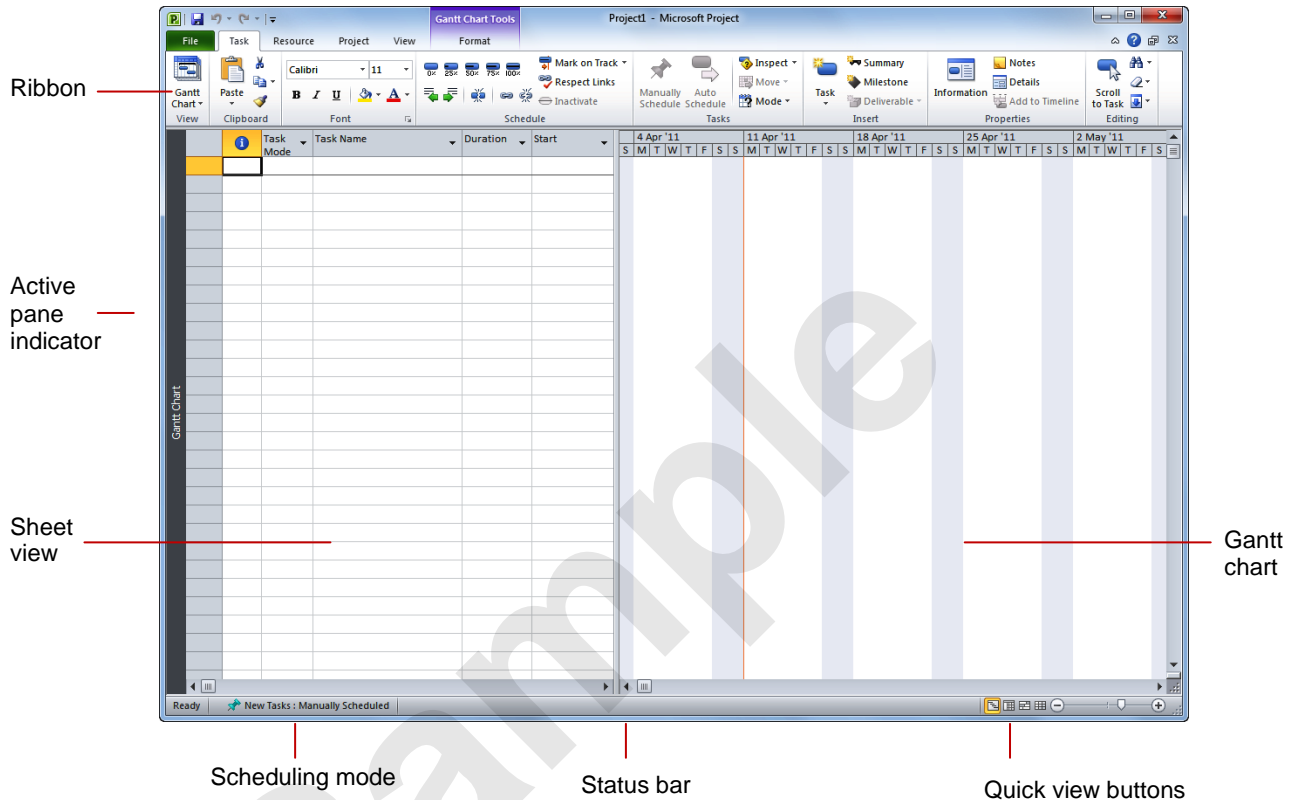 Project1 - Microsoft Project
Gantt Chart Tools
File Task Resource Project View Format
Ribbon
Gantt Chart
Paste
Calibri 11
B I U A
0× 25× 50× 75× 100×
Mark on Track
Respect Links
Inactivate
Manually Schedule
Auto Schedule
Inspect
Move
Mode
Task
Summary
Milestone
Deliverable
Information
Notes
Details
Add to Timeline
Scroll to Task
View Clipboard Font Schedule Tasks Insert Properties Editing
Task Mode
Task Name
Duration
Start
4 Apr '11 11 Apr '11 18 Apr '11 25 Apr '11 2 May '11
S M T W T F S S M T W T F S S M T W T F S S M T W T F S S M T W T F S
Active
pane
indicator
Gantt Chart
Sheet
view
Gantt
chart
Sample
Ready New Tasks : Manually Scheduled
Scheduling mode
Status bar
Quick view buttons